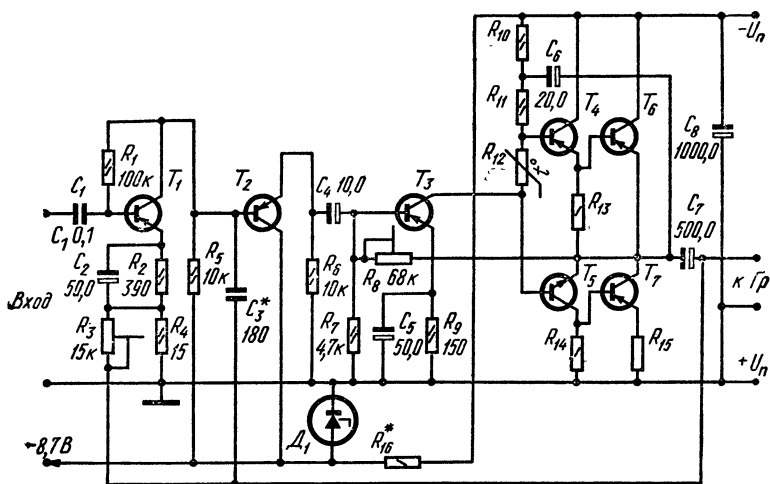 R10
C6
20,0
T4
T6
-Uп
R11
R1
100к
T1
C1
C1 0,1
T2
C4 10,0
T3
R12
t°
C8
1000,0
R13
C7
500,0
C2
50,0
R2
390
R5
10к
R6
10к
R8
68к
T5
T7
к Гр
Вход
C3*
180
R3
15к
R4
15
R7
4,7к
C5
50,0
R9
150
R14
R15
+Uп
Д1
R16*
-8,7В